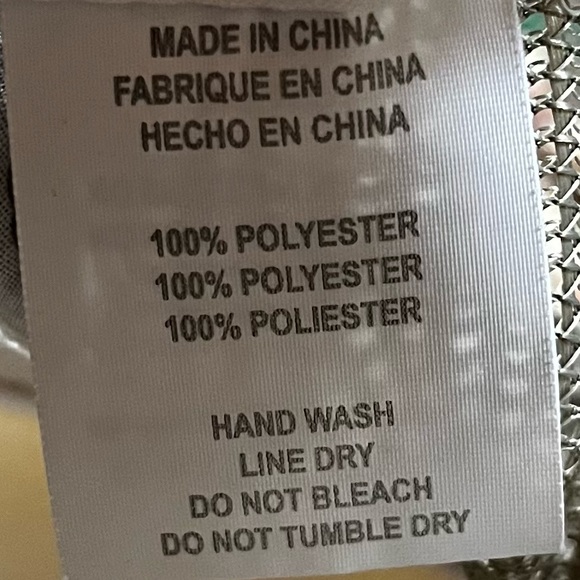 MADE IN CHINA
FABRIQUE EN CHINA
HECHO EN CHINA
100% POLYESTER
100% POLYESTER
100% POLIESTER
HAND WASH
LINE DRY
DO NOT BLEACH
DO NOT TUMBLE DRY